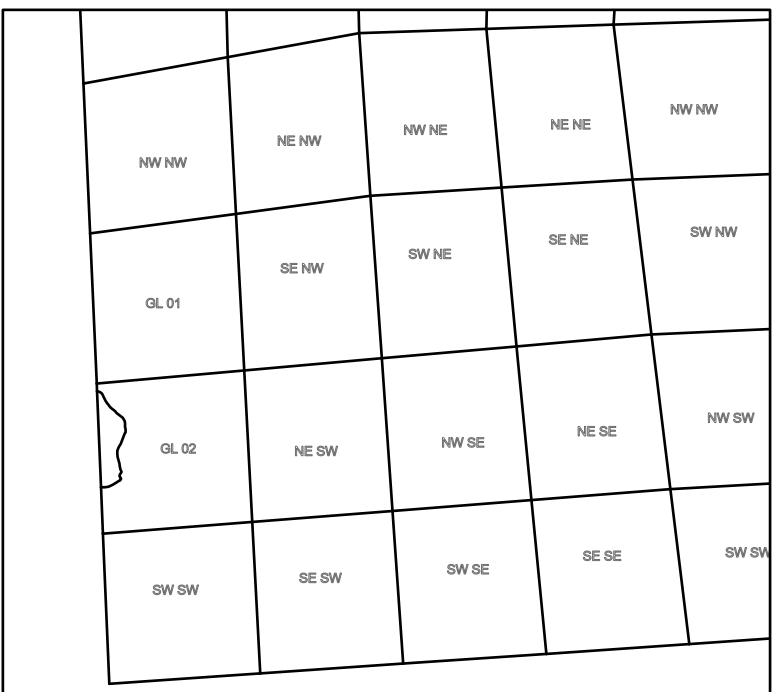 NW NW
NE NW
NW NE
NE NE
NW NW
GL 01
SE NW
SW NE
SE NE
SW NW
GL 02
NE SW
NW SE
NE SE
NW SW
SW SW
SE SW
SW SE
SE SE
SW SW